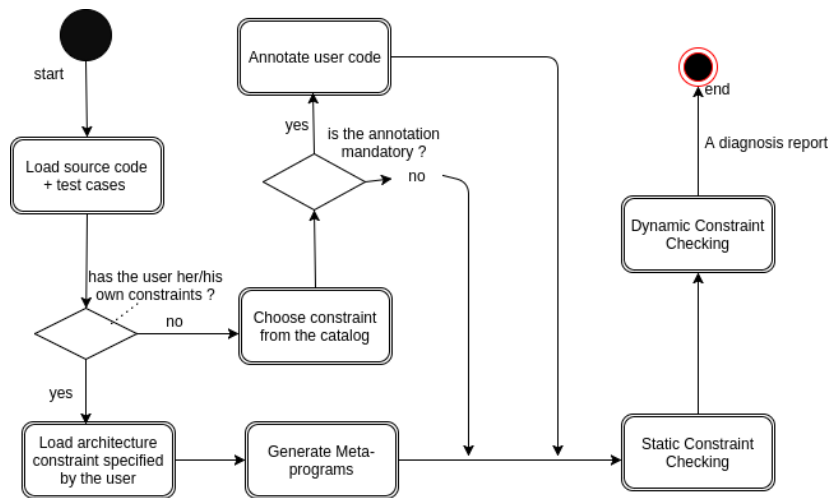 start
Load source code
+ test cases
has the user her/his
own constraints ?
no
yes
Load architecture
constraint specified
by the user
Generate Meta-
programs
Choose constraint
from the catalog
is the annotation
mandatory ?
yes
no
Annotate user code
Static Constraint
Checking
Dynamic Constraint
Checking
A diagnosis report
end